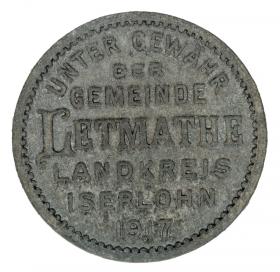 UNTER GEWÄHR
DER
GEMEINDE
LETMATHE
LANDKREIS
ISERLOHN
1917